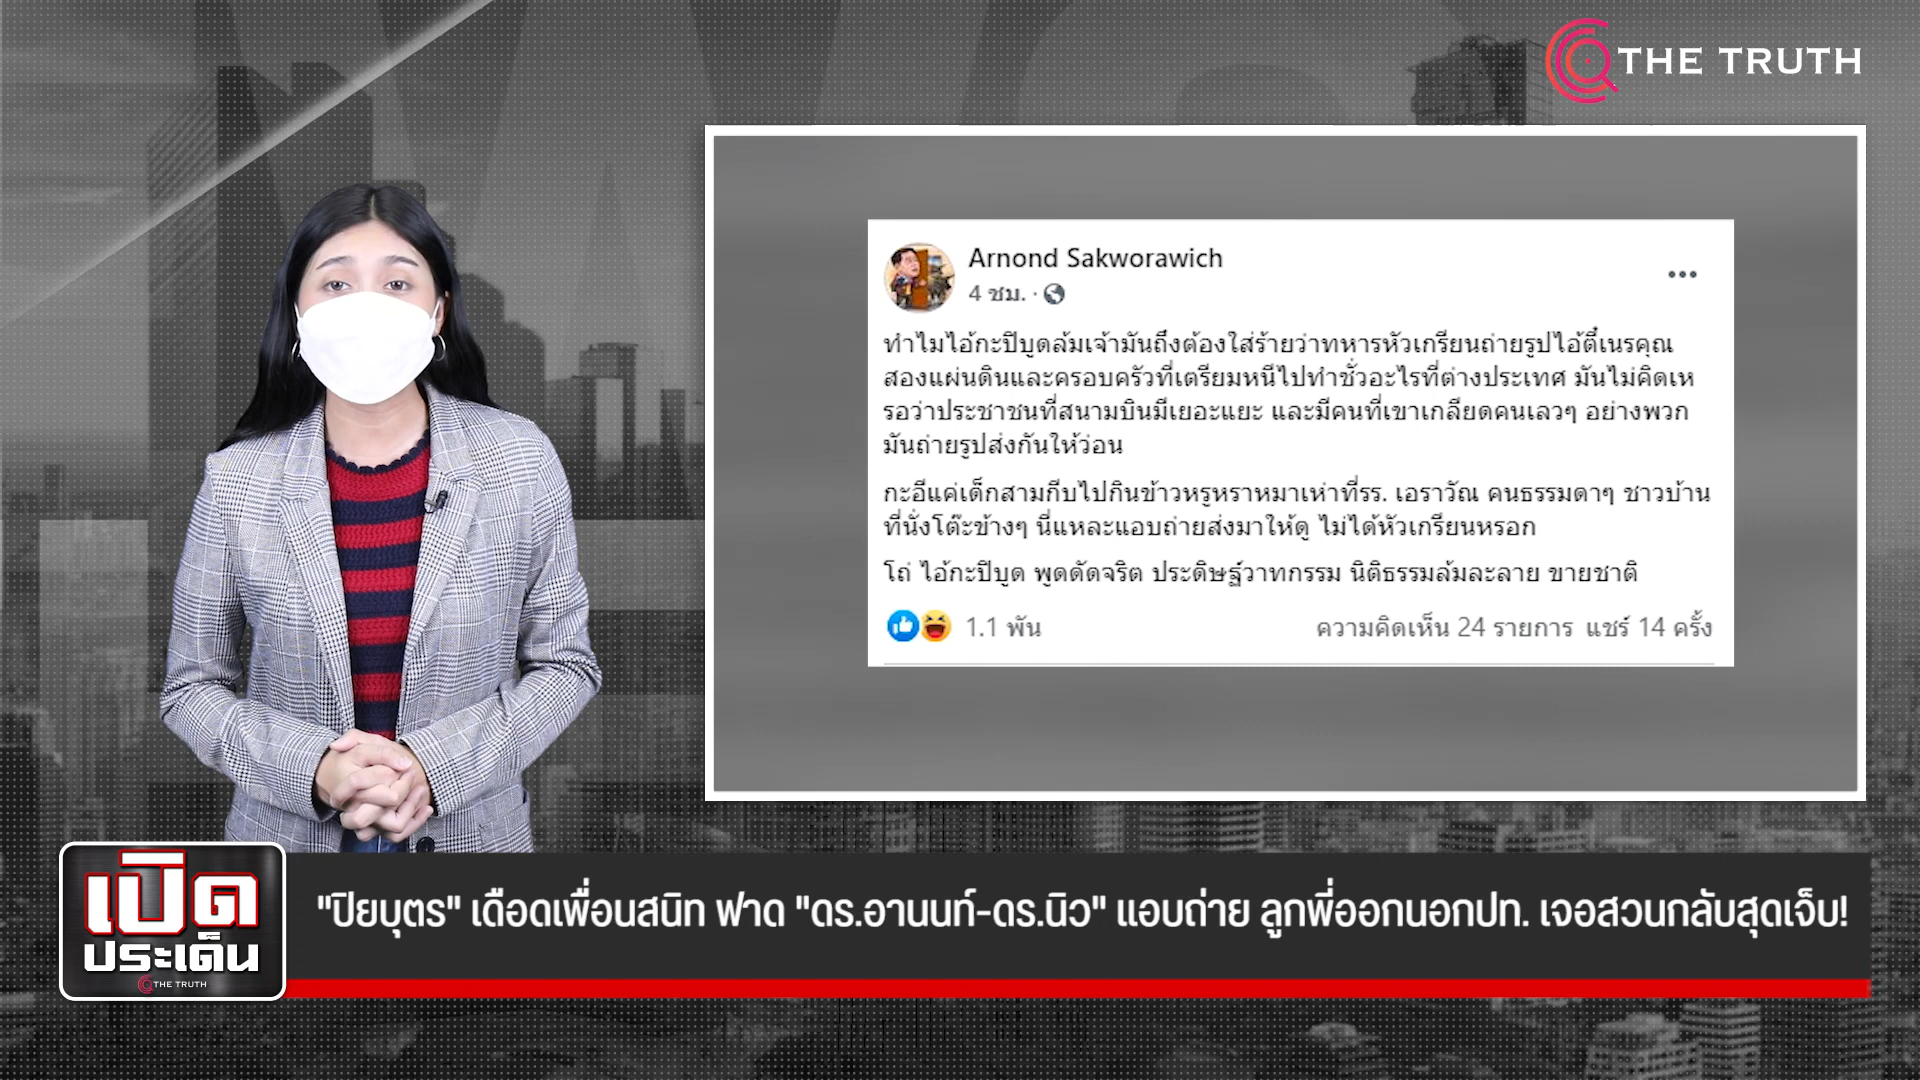 THE TRUTH
Arnond Sakworawich
4 ชม. ·
ทำไมไอ้กะปิบูดล้มเจ้ามันถึงต้องใส่ร้ายว่าทหารหัวเกรียนถ่ายรูปไอ้ตี๋เนรคุณ
สองแผ่นดินและครอบครัวที่เตรียมหนีไปทำชั่วอะไรที่ต่างประเทศ มันไม่คิดเห
รอว่าประชาชนที่สนามบินมีเยอะแยะ และมีคนที่เขาเกลียดคนเลวๆ อย่างพวก
มันถ่ายรูปส่งกันให้ว่อน
กะอีแค่เด็กสามกีบไปกินข้าวหรูหราหมาเห่าที่รร. เอราวัณ คนธรรมดาๆ ชาวบ้าน
ที่นั่งโต๊ะข้างๆ นี่แหละแอบถ่ายส่งมาให้ดู ไม่ได้หัวเกรียนหรอก
โถ่ ไอ้กะปิบูด พูดดัดจริต ประดิษฐ์วาทกรรม นิติธรรมล้มละลาย ขายชาติ
1.1 พัน ความคิดเห็น 24 รายการ แชร์ 14 ครั้ง
เปิด
ประเด็น
THE TRUTH
"ปิยบุตร" เดือดเพื่อนสนิท ฟาด "ดร.อานนท์-ดร.นิว" แอบถ่าย ลูกพี่ออกนอกปท. เจอสวนกลับสุดเจ็บ!